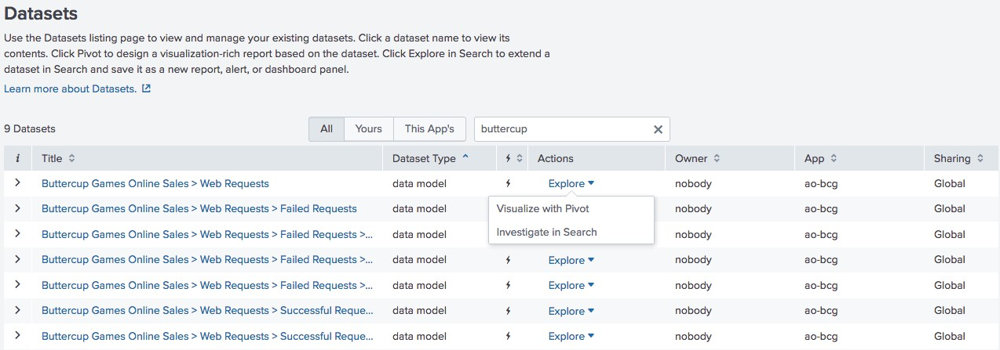 Datasets
Use the Datasets listing page to view and manage your existing datasets. Click a dataset name to view its
contents. Click Pivot to design a visualization-rich report based on the dataset. Click Explore in Search to extend a
dataset in Search and save it as a new report, alert, or dashboard panel.
Learn more about Datasets.
9 Datasets All Yours This App's buttercup
i Title Dataset Type Actions Owner App Sharing
Buttercup Games Online Sales > Web Requests data model Explore nobody ao-bcg Global
Buttercup Games Online Sales > Web Requests > Failed Requests data model Visualize with Pivot nobody ao-bcg Global
Buttercup Games Online Sales > Web Requests > Failed Requests >... data model Investigate in Search nobody ao-bcg Global
Buttercup Games Online Sales > Web Requests > Failed Requests >... data model Explore nobody ao-bcg Global
Buttercup Games Online Sales > Web Requests > Failed Requests >... data model Explore nobody ao-bcg Global
Buttercup Games Online Sales > Web Requests > Successful Reque... data model Explore nobody ao-bcg Global
Buttercup Games Online Sales > Web Requests > Successful Reque... data model Explore nobody ao-bcg Global